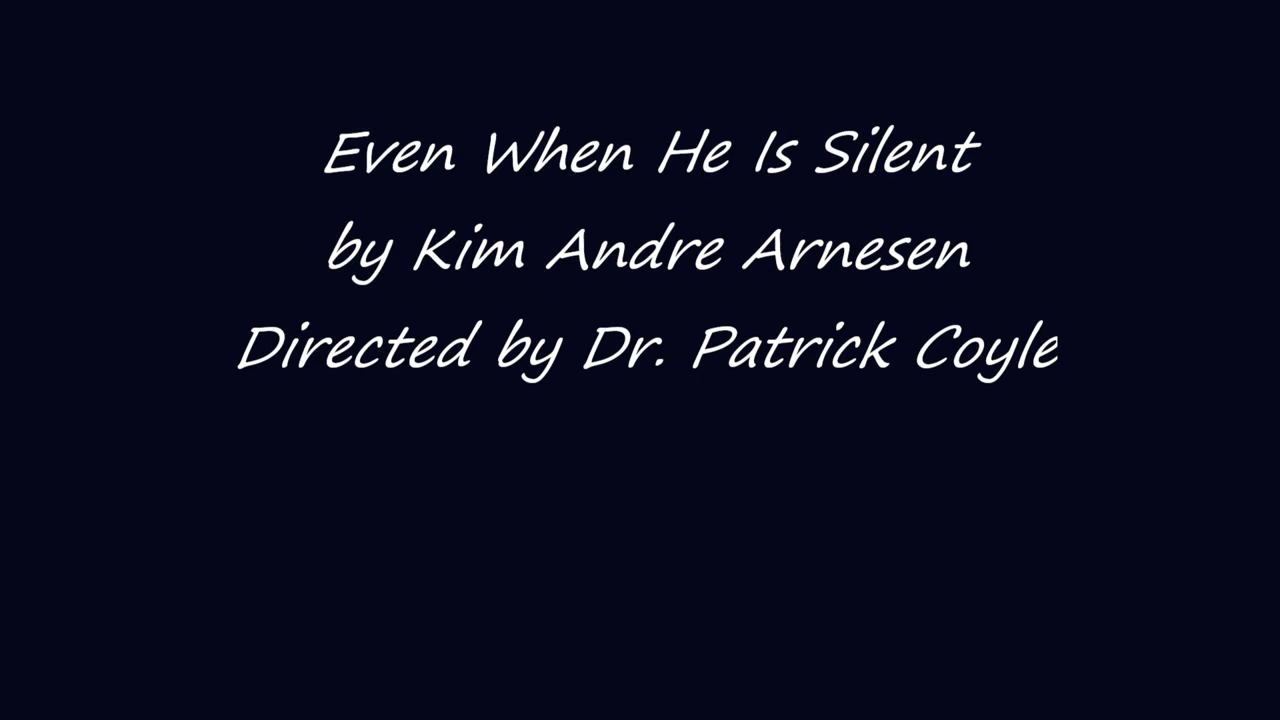 Even When He Is Silent
by Kim Andre Arnesen
Directed by Dr. Patrick Coyle